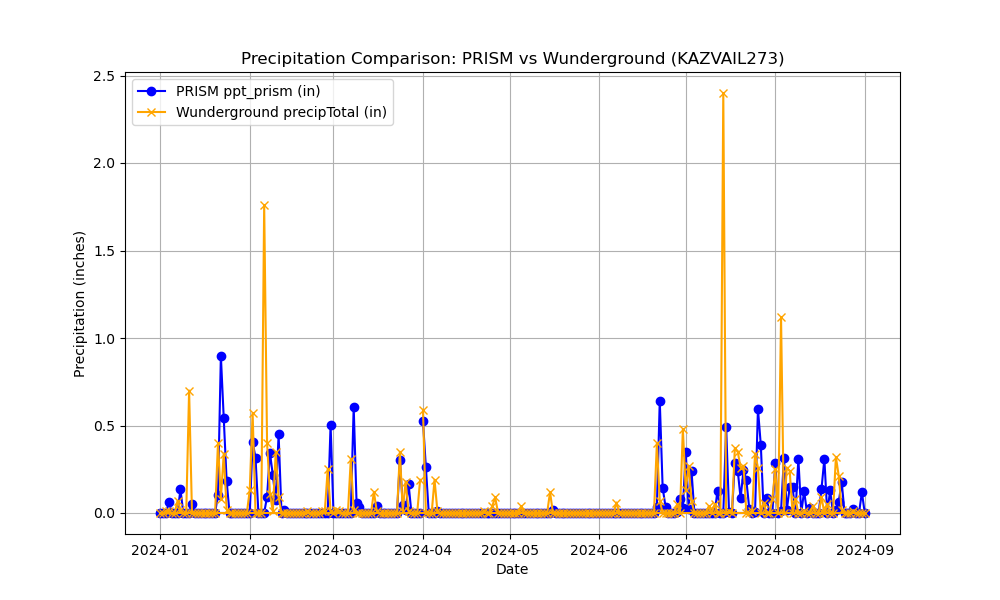 Precipitation Comparison: PRISM vs Wunderground (KAZVAIL273)
PRISM ppt_prism (in)
Wunderground precipTotal (in)
Precipitation (inches)
2.5
2.0
1.5
1.0
0.5
0.0
2024-01 2024-02 2024-03 2024-04 2024-05 2024-06 2024-07 2024-08 2024-09
Date